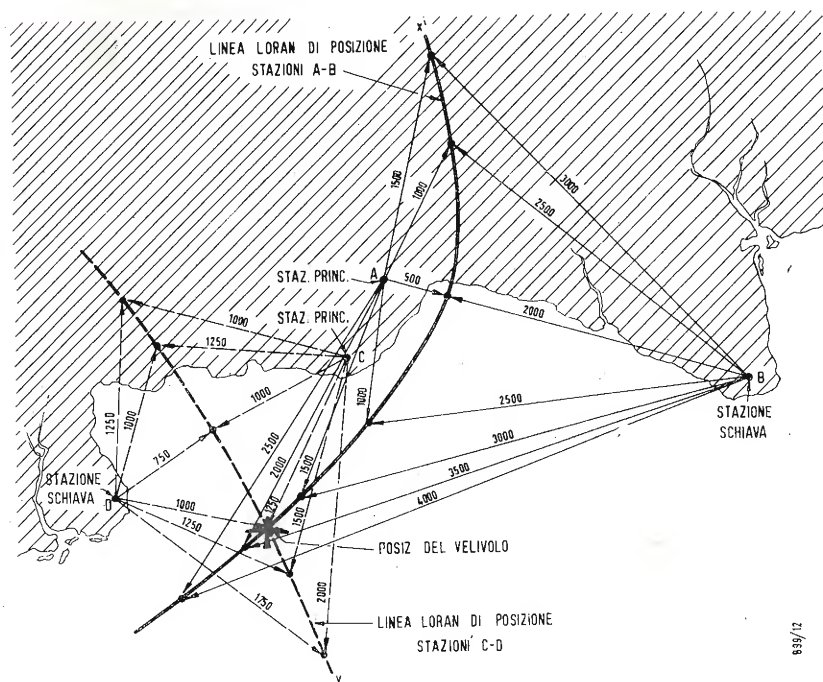 X
LINEA LORAN DI POSIZIONE
STAZIONI A-B
1500
1000
3000
2500
STAZ. PRINC.
A
500
STAZ. PRINC.
C
2000
1000
1250
1000
1250
1000
750
1000
2500
B
STAZIONE
SCHIAVA
2500
2000
1500
3000
3500
4000
STAZIONE
SCHIAVA
D
1000
1250
1250
1500
POSIZ DEL VELIVOLO
1750
2000
LINEA LORAN DI POSIZIONE
STAZIONI C-D
Y
899/12